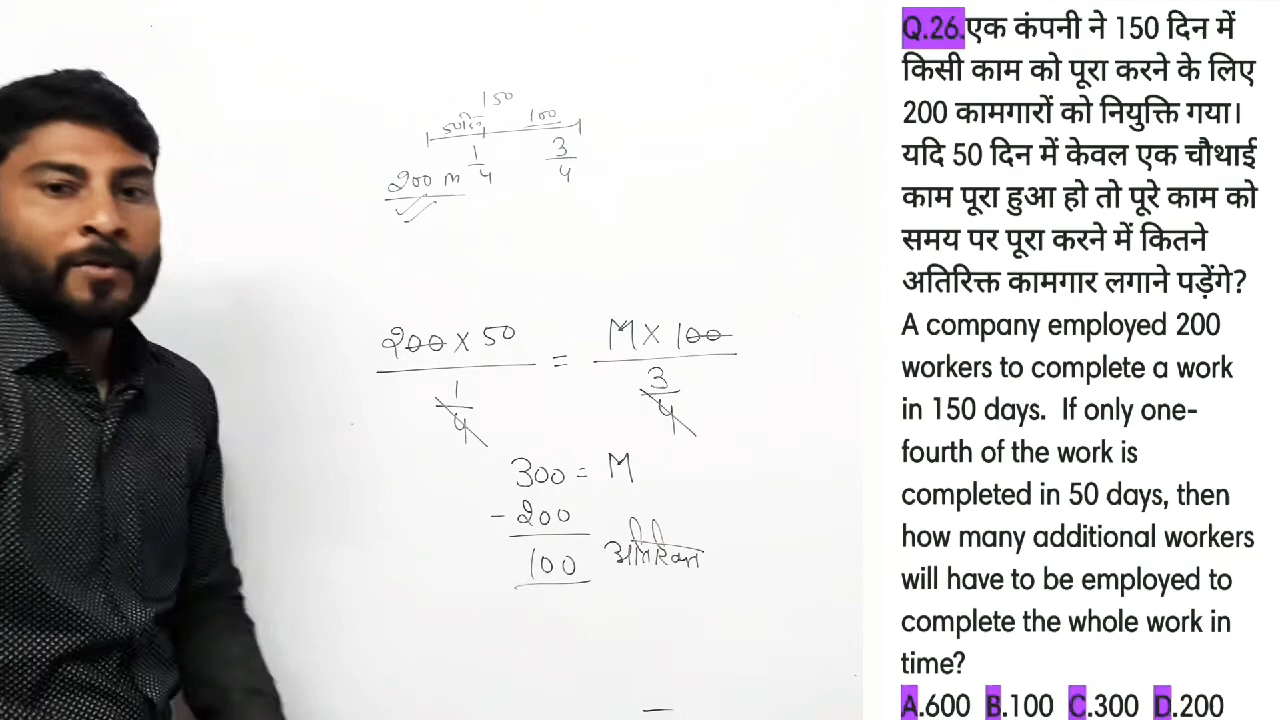 150
50दिन 100
1/4 3/4
200 m
200 x 50 = M x 100
1/4 3/4
300 = M
- 200
100 अतिरिक्त
Q.26.एक कंपनी ने 150 दिन में
किसी काम को पूरा करने के लिए
200 कामगारों को नियुक्ति गया।
यदि 50 दिन में केवल एक चौथाई
काम पूरा हुआ हो तो पूरे काम को
समय पर पूरा करने में कितने
अतिरिक्त कामगार लगाने पड़ेंगे?
A company employed 200
workers to complete a work
in 150 days. If only one-
fourth of the work is
completed in 50 days, then
how many additional workers
will have to be employed to
complete the whole work in
time?
A.600 B.100 C.300 D.200